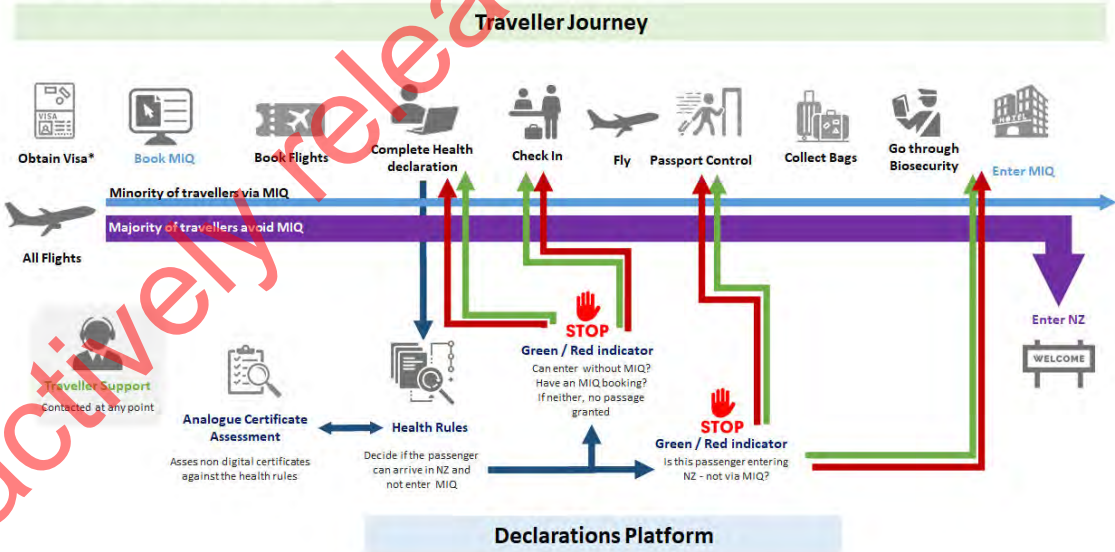 Traveller Journey
VISA
HOTEL
Obtain Visa*
Book MIQ
Book Flights
Complete Health
declaration
Check In
Fly
Passport Control
Collect Bags
Go through
Biosecurity
Enter MIQ
Minority of travellers via MIQ
Majority of travellers avoid MIQ
All Flights
Enter NZ
WELCOME
Traveller Support
Contacted at any point
Analogue Certificate
Assessment
Asses non digital certificates
against the health rules
Health Rules
Decide if the passenger
can arrive in NZ and
not enter MIQ
STOP
Green / Red indicator
Can enter without MIQ?
Have an MIQ booking?
If neither, no passage
granted
STOP
Green / Red indicator
Is this passenger entering
NZ - not via MIQ?
Declarations Platform
actively relea